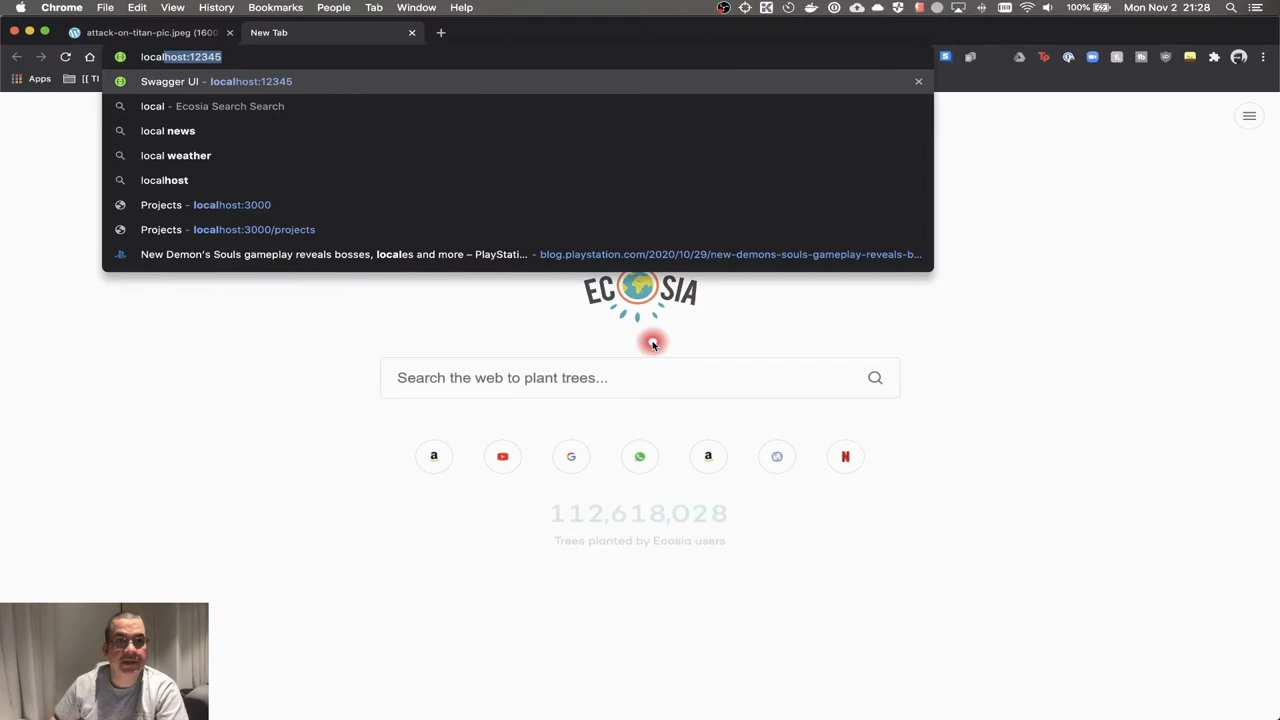 Chrome File Edit View History Bookmarks People Tab Window Help 100% Mon Nov 2 21:28
attack-on-titan-pic.jpeg (1600 New Tab
localhost:12345
Apps [[ TI
Swagger UI – localhost:12345
local – Ecosia Search Search
local news
local weather
localhost
Projects – localhost:3000
Projects – localhost:3000/projects
New Demon's Souls gameplay reveals bosses, locales and more – PlayStati... – blog.playstation.com/2020/10/29/new-demons-souls-gameplay-reveals-b...
ECOSIA
Search the web to plant trees...
112,618,028
Trees planted by Ecosia users